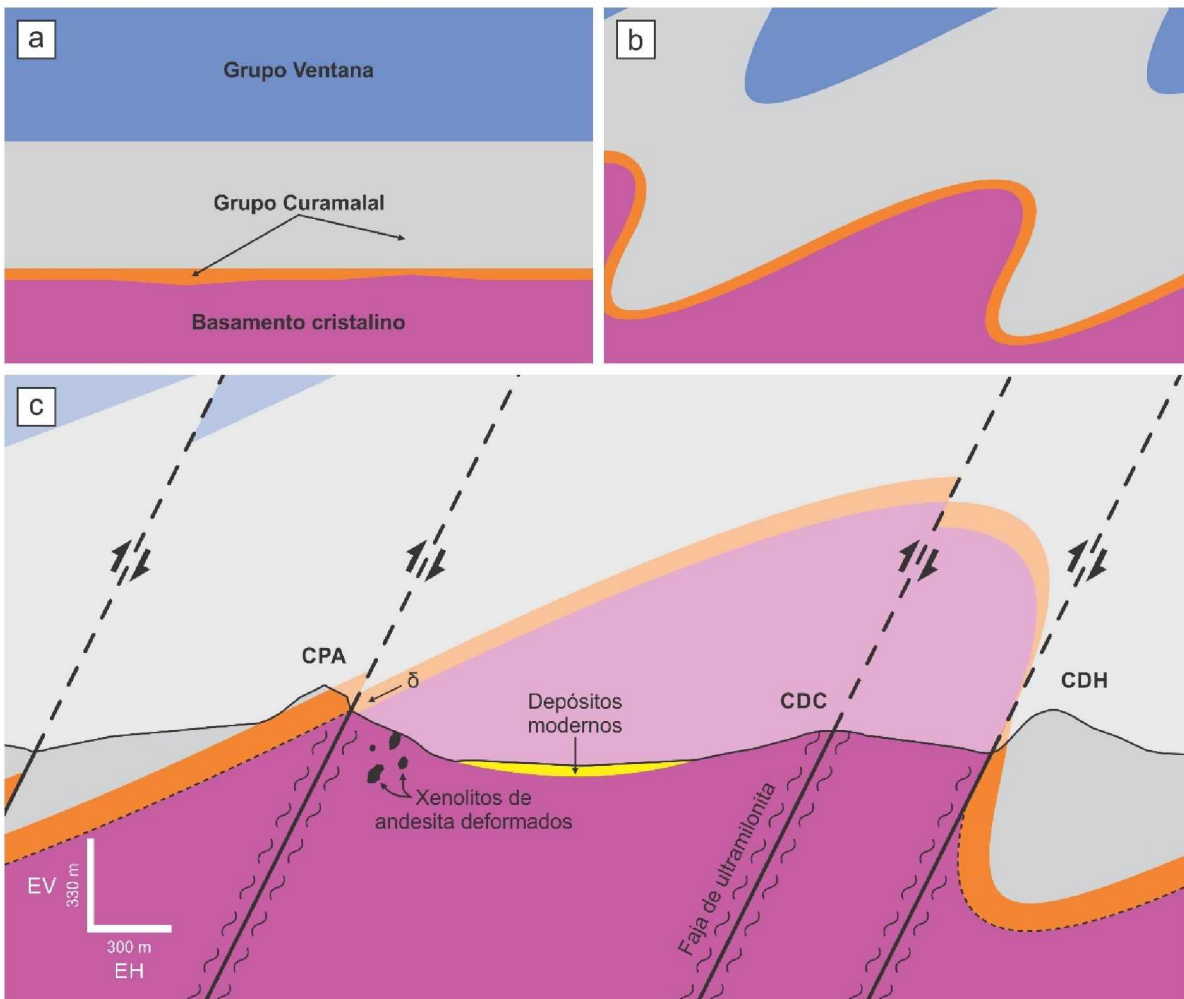 a
Grupo Ventana
Grupo Curamalal
Basamento cristalino
b
c
CPA
δ
Depósitos
modernos
CDC
CDH
Xenolitos de
andesita deformados
Faja de ultramilonita
EV
330 m
300 m
EH